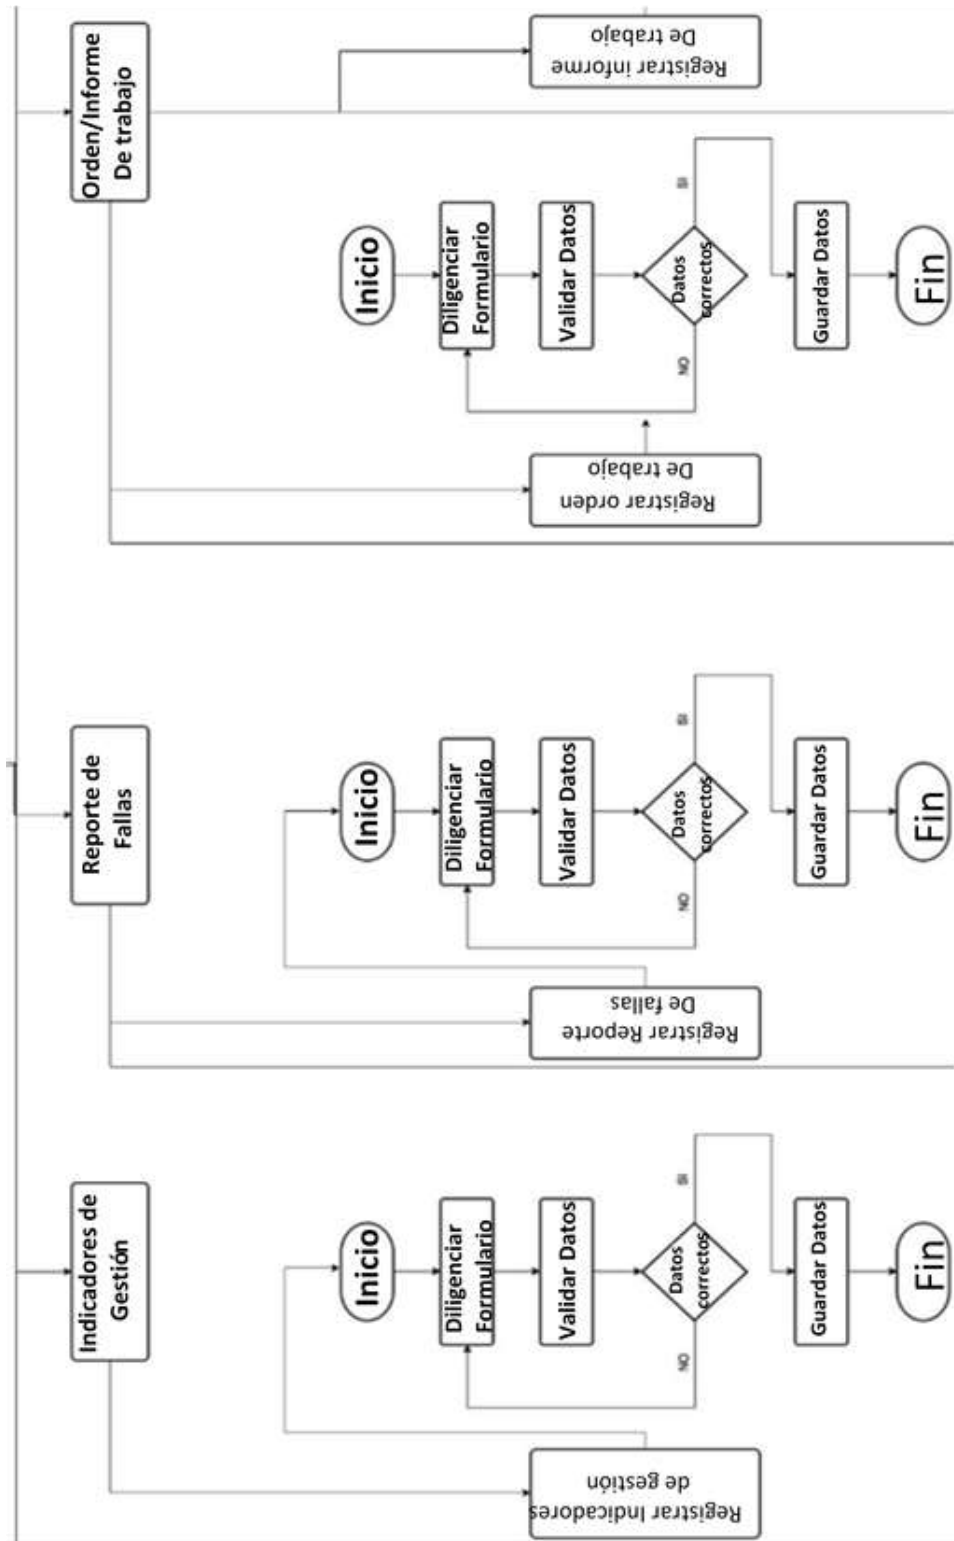 Indicadores de
Gestión
Registrar Indicadores
de gestión
Inicio
Diligenciar
Formulario
Validar Datos
Datos
correctos
NO
SI
Guardar Datos
Fin
Reporte de
Fallas
Registrar Reporte
De fallas
Inicio
Diligenciar
Formulario
Validar Datos
Datos
correctos
NO
SI
Guardar Datos
Fin
Orden/Informe
De trabajo
Registrar orden
De trabajo
Inicio
Diligenciar
Formulario
Validar Datos
Datos
correctos
NO
SI
Guardar Datos
Fin
Registrar informe
De trabajo